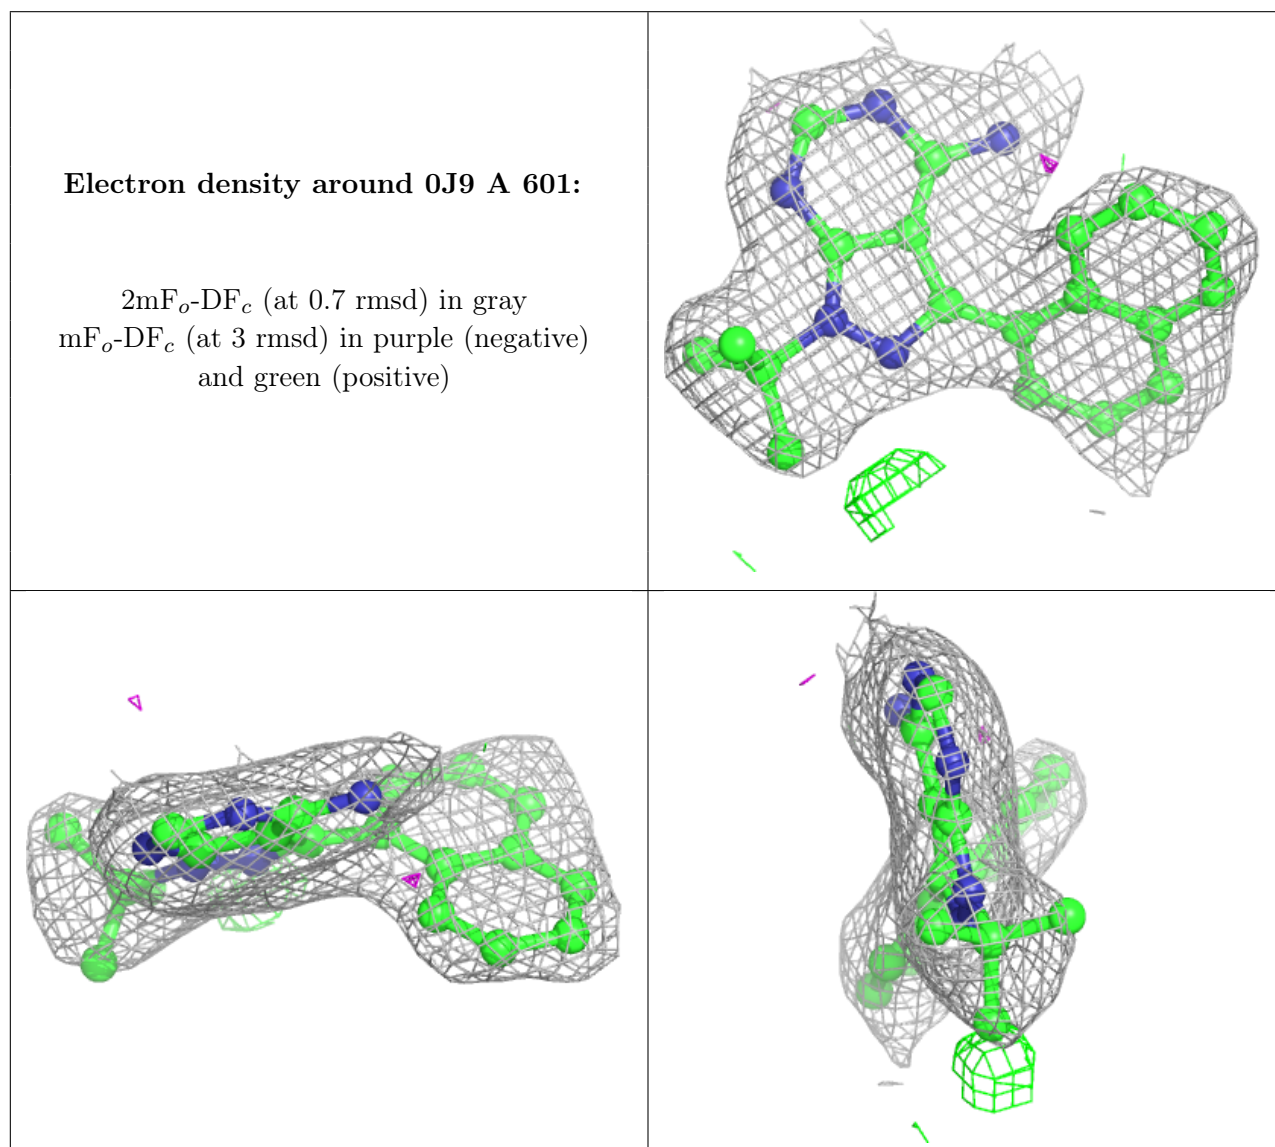 Electron density around 0J9 A 601:
2mFo-DFc (at 0.7 rmsd) in gray
mFo-DFc (at 3 rmsd) in purple (negative)
and green (positive)